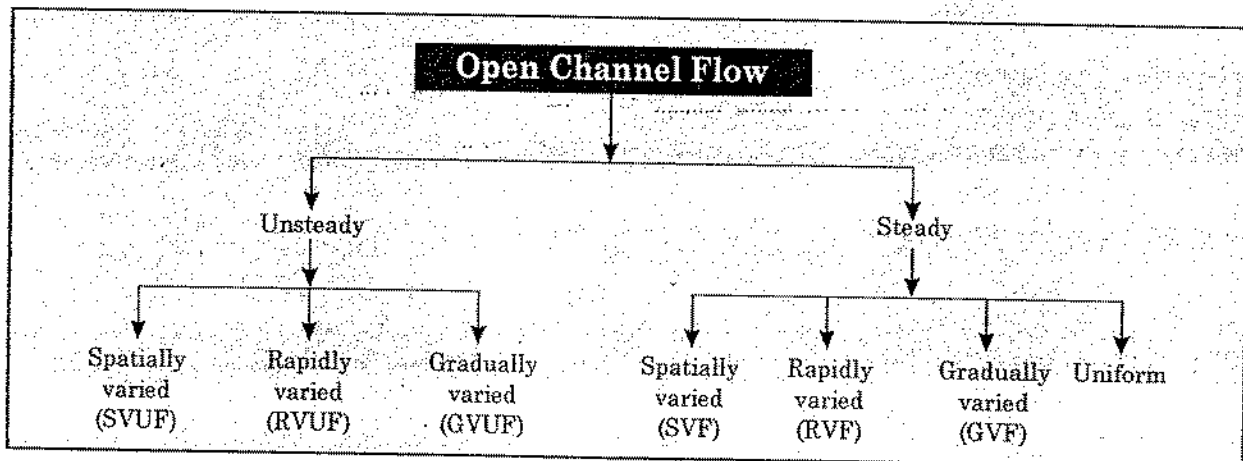 Open Channel Flow
Unsteady
Steady
Spatially
varied
(SVUF)
Rapidly
varied
(RVUF)
Gradually
varied
(GVUF)
Spatially
varied
(SVF)
Rapidly
varied
(RVF)
Gradually
varied
(GVF)
Uniform